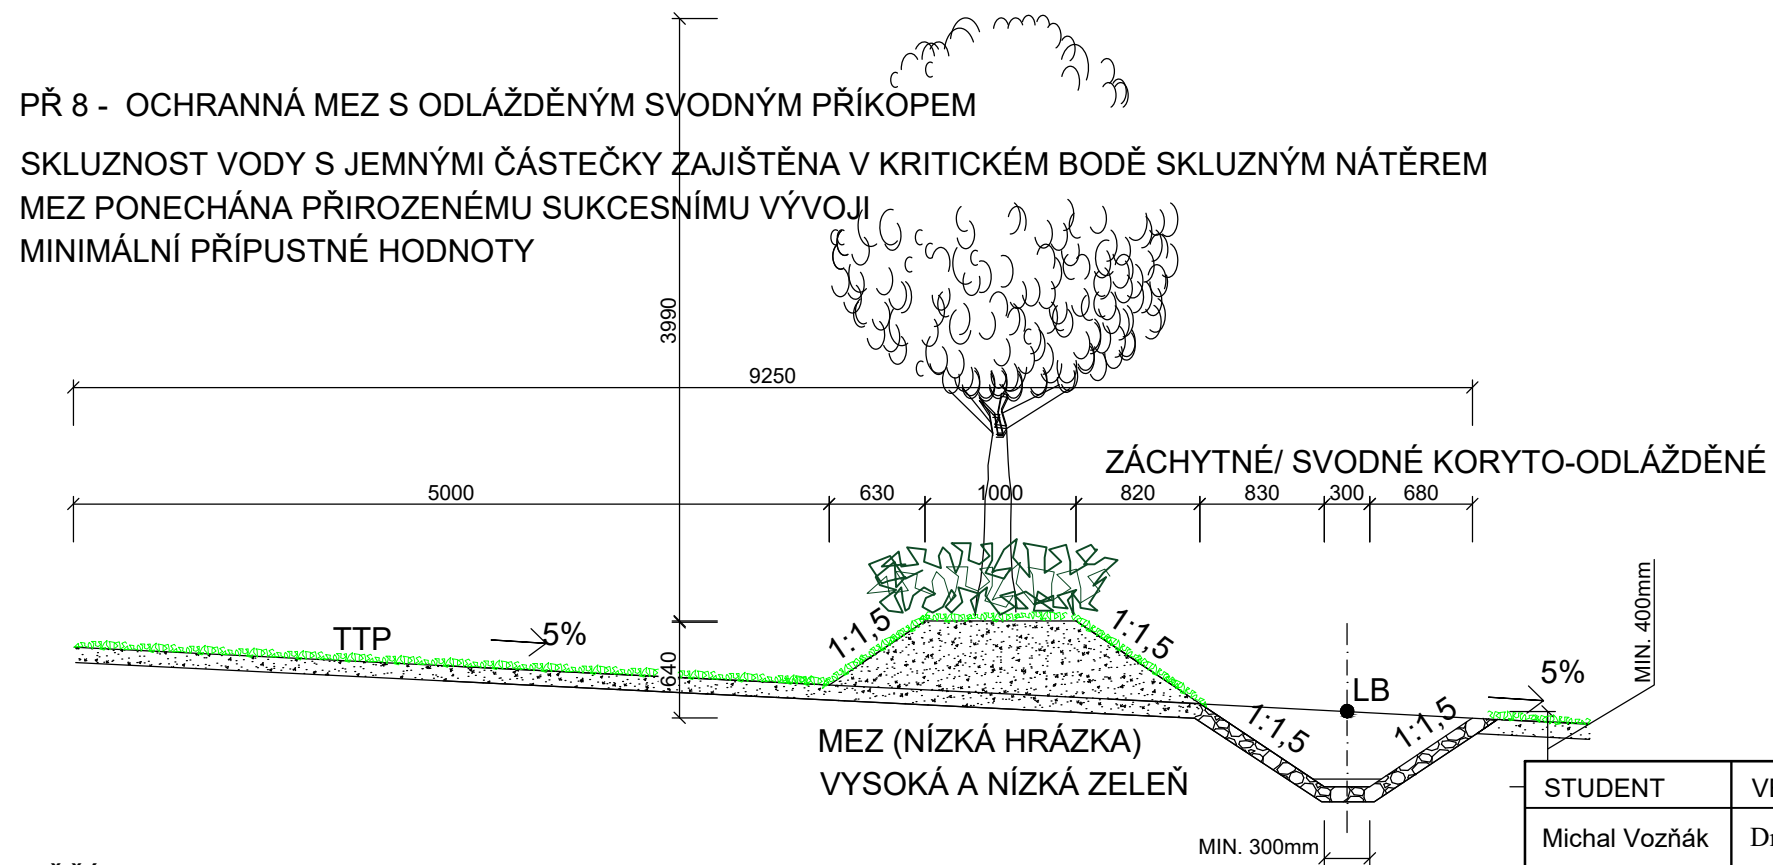 PŘ 8 - OCHRANNÁ MEZ S ODLÁŽDĚNÝM SVODNÝM PŘÍKOPEM
SKLUZNOST VODY S JEMNÝMI ČÁSTEČKY ZAJIŠTĚNA V KRITICKÉM BODĚ SKLUZNÝM NÁTĚREM
MEZ PONECHÁNA PŘIROZENÉMU SUKCESNÍMU VÝVOJI
MINIMÁLNÍ PŘÍPUSTNÉ HODNOTY
3990
9250
ZÁCHYTNÉ/ SVODNÉ KORYTO-ODLÁŽDĚNÉ
5000 630 1000 820 830 300 680
MIN. 400mm
TTP 5% 1:1,5 1:1,5
640
5%
LB
1:1,5 1:1,5
MEZ (NÍZKÁ HRÁZKA)
VYSOKÁ A NÍZKÁ ZELEŇ
MIN. 300mm
STUDENT
Michal Vozňák